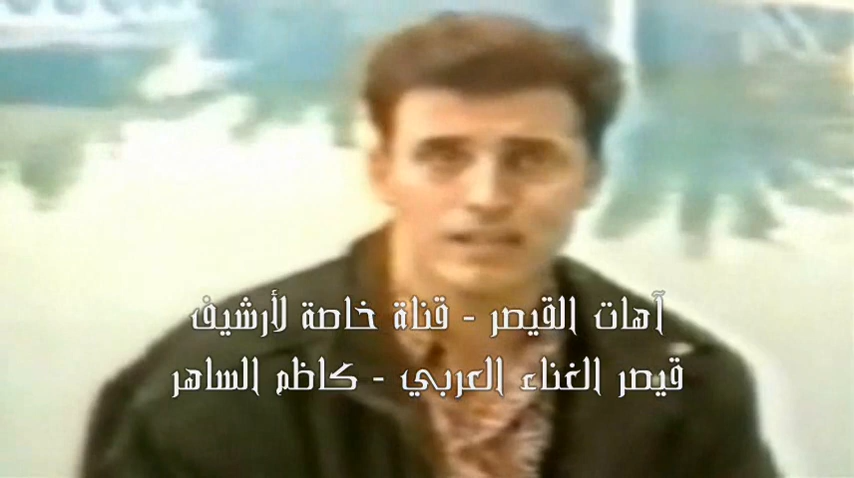 آهات القيصر - قناة خاصة لأرشيف
قيصر الغناء العربي - كاظم الساهر